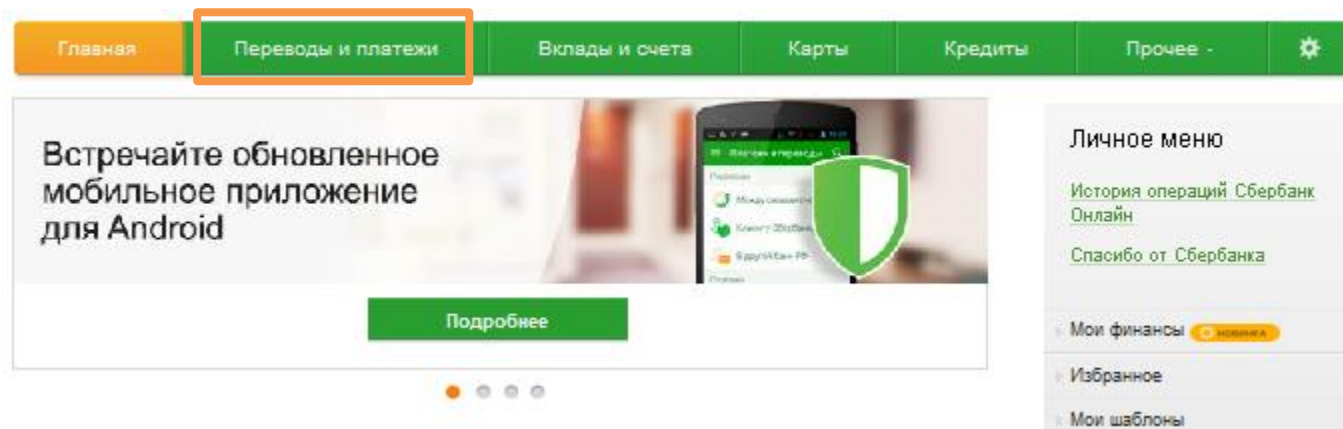 Главная Переводы и платежи Вклады и счета Карты Кредиты Прочее -
Встречайте обновленное
мобильное приложение
для Android
Подробнее
Личное меню
История операций Сбербанк
Онлайн
Спасибо от Сбербанка
Мои финансы НОВИНКА
Избранное
Мои шаблоны